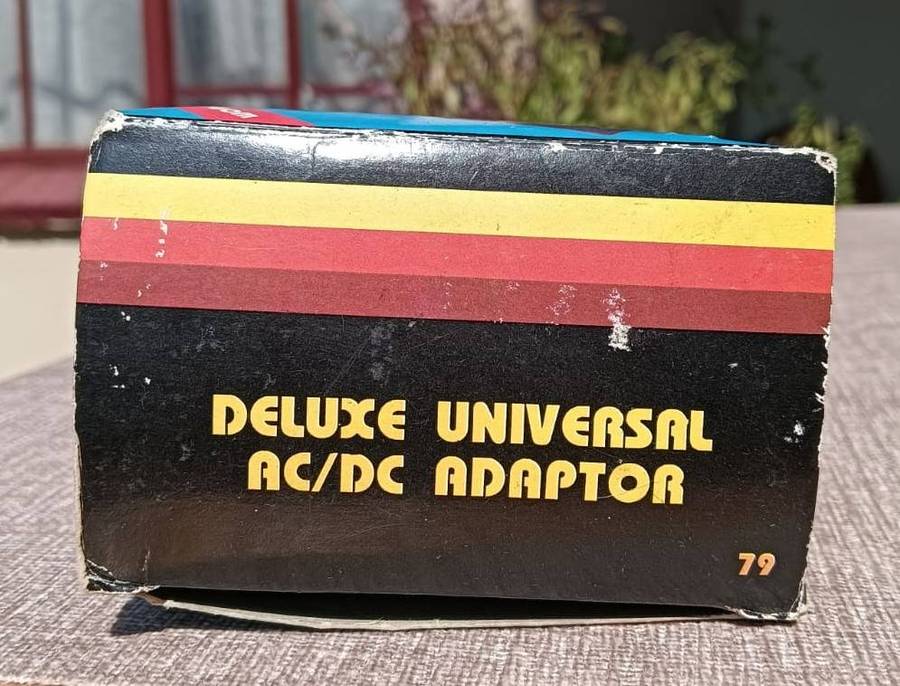 DELUXE UNIVERSAL
AC/DC ADAPTOR
79